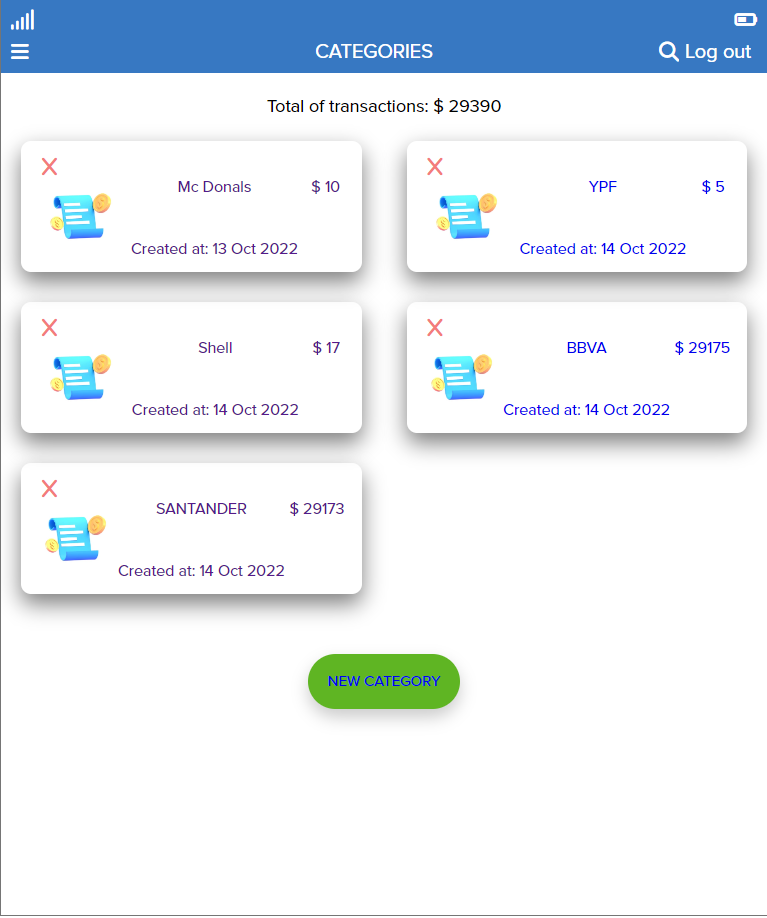 CATEGORIES
Log out
Total of transactions: $ 29390
Mc Donals $ 10
Created at: 13 Oct 2022
YPF $ 5
Created at: 14 Oct 2022
Shell $ 17
Created at: 14 Oct 2022
BBVA $ 29175
Created at: 14 Oct 2022
SANTANDER $ 29173
Created at: 14 Oct 2022
NEW CATEGORY